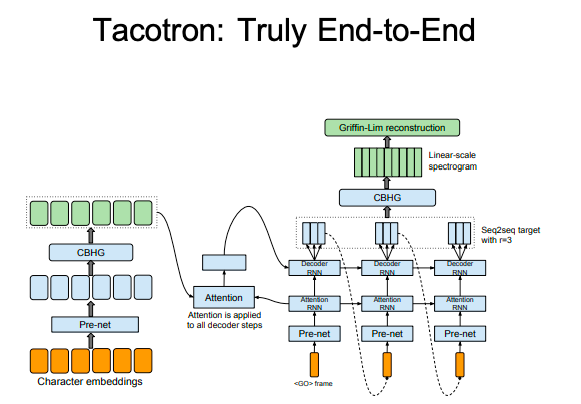 Tacotron: Truly End-to-End
Griffin-Lim reconstruction
Linear-scale
spectrogram
CBHG
Seq2seq target
with r=3
CBHG
Decoder
RNN
Decoder
RNN
Decoder
RNN
Attention
Attention
RNN
Attention
RNN
Attention
RNN
Attention is applied
to all decoder steps
Pre-net
Pre-net
Pre-net
Pre-net
Character embeddings
<GO> frame